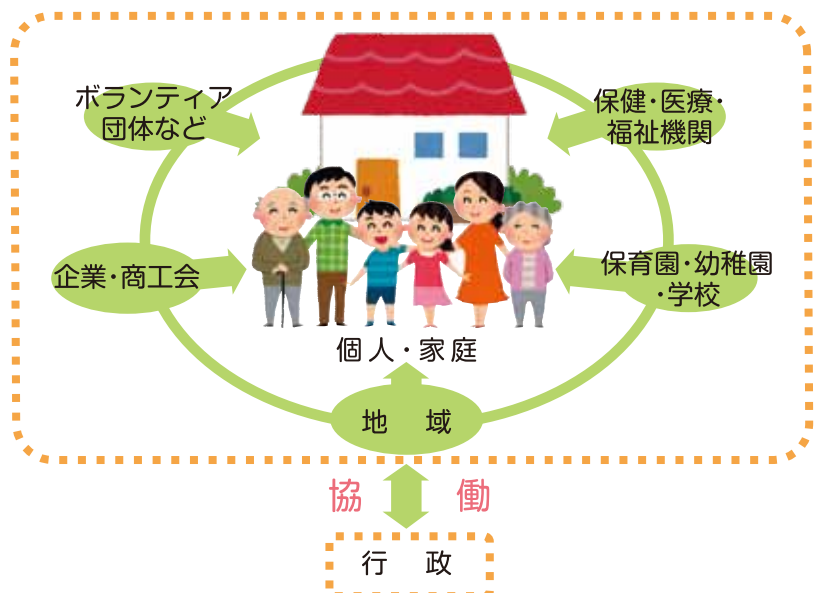 ボランティア
団体など
保健・医療・
福祉機関
企業・商工会
保育園・幼稚園
・学校
個人・家庭
地 域
協 働
行 政